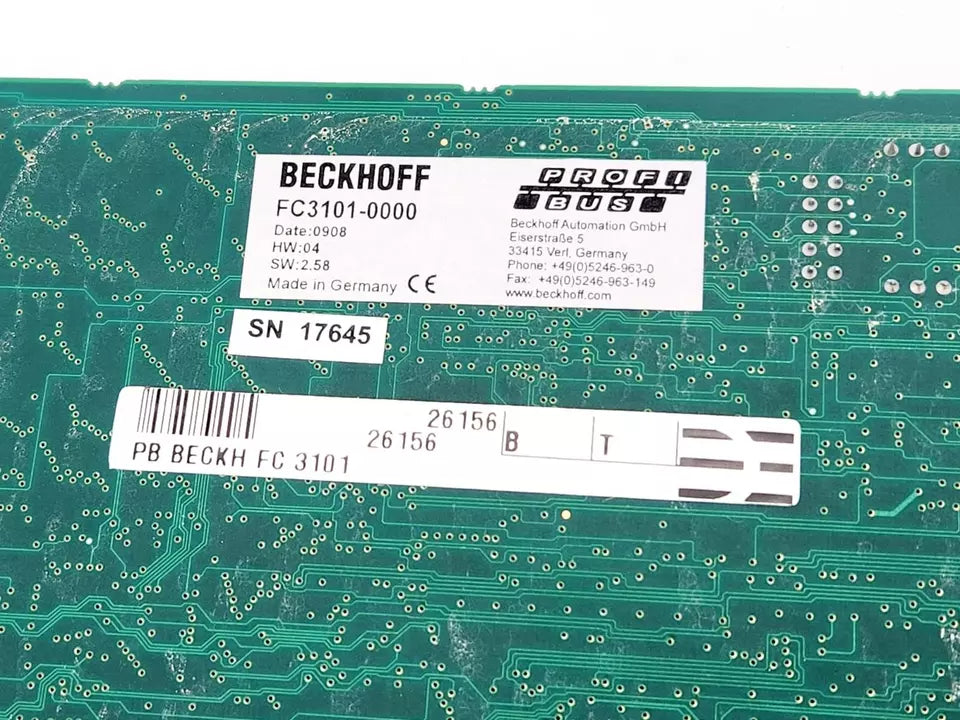 BECKHOFF
FC3101-0000
Date:0908
HW:04
SW:2.58
Made in Germany CE
PROFI
BUS
Beckhoff Automation GmbH
Eiserstraße 5
33415 Verl, Germany
Phone: +49(0)5246-963-0
Fax: +49(0)5246-963-149
www.beckhoff.com
SN 17645
26156
26156
B
T
PB BECKH FC 3101